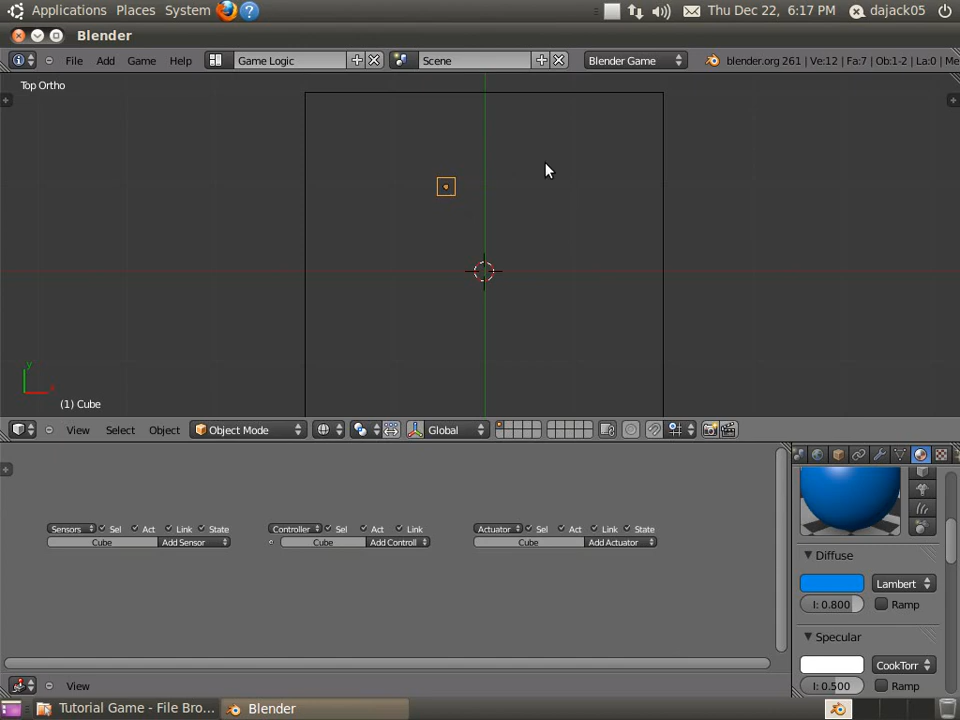 Applications Places System Thu Dec 22, 6:17 PM dajack05
Blender
File Add Game Help Game Logic Scene Blender Game blender.org 261 | Ve:12 | Fa:7 | Ob:1-2 | La:0 | Me
Top Ortho
y
x
(1) Cube
View Select Object Object Mode Global
Sensors Sel Act Link State Controller Sel Act Link Actuator Sel Act Link State
Cube Add Sensor Cube Add Controll Cube Add Actuator
Diffuse
Lambert
I: 0.800 Ramp
Specular
CookTorr
I: 0.500 Ramp
View
Tutorial Game - File Bro... Blender